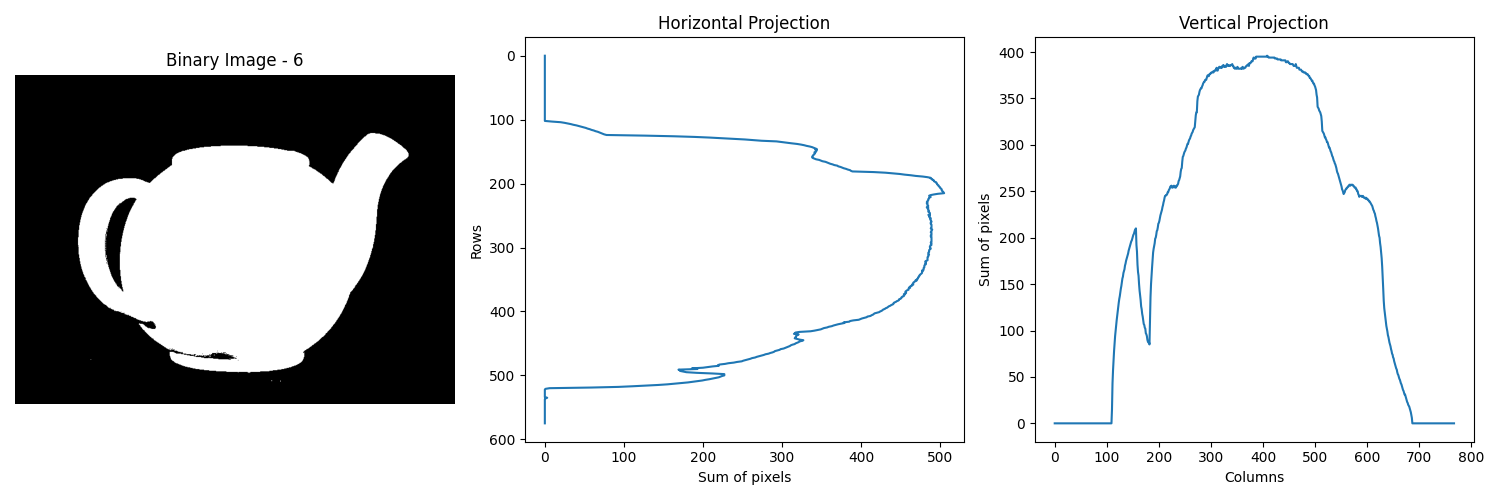 Binary Image - 6
Horizontal Projection
0
100
200
300
400
500
600
Rows
0 100 200 300 400 500
Sum of pixels
Vertical Projection
400
350
300
250
200
150
100
50
0
Sum of pixels
0 100 200 300 400 500 600 700 800
Columns